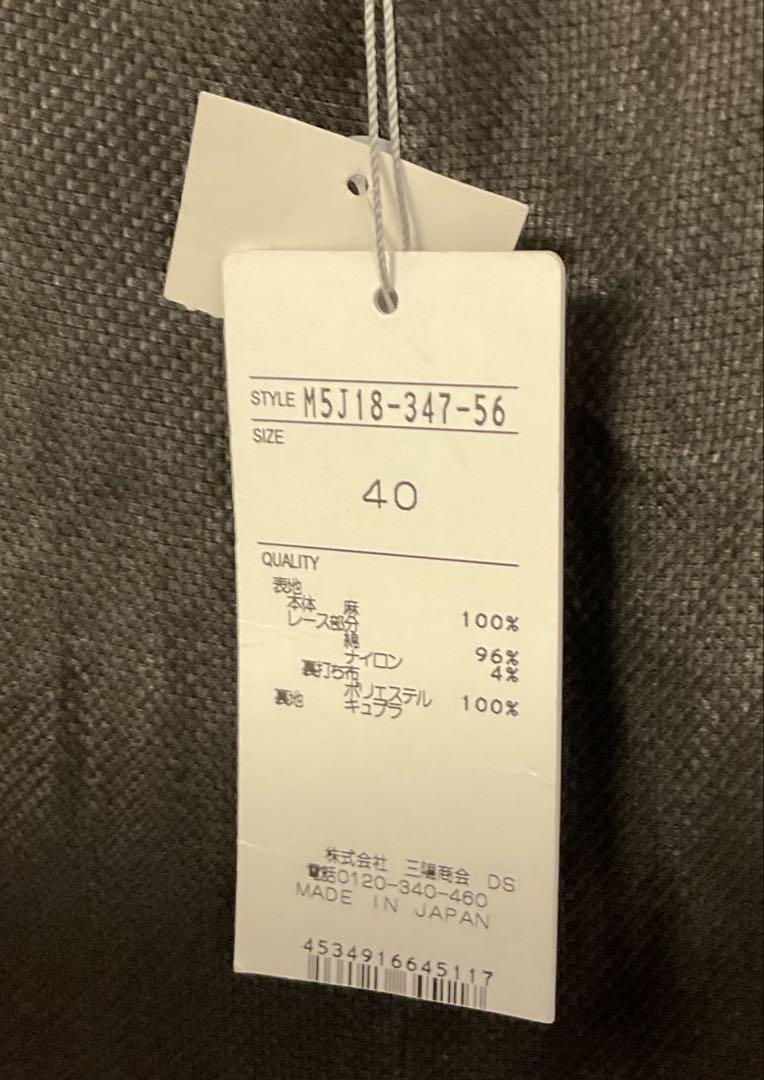 STYLE M5J18-347-56
SIZE
40
QUALITY
表地
本体 麻 100%
レース部分
綿 96%
ナイロン 4%
裏打ち布
ポリエステル 100%
裏地 キュプラ
株式会社 三陽商会 DS
電話0120-340-460
MADE IN JAPAN
4534916645117